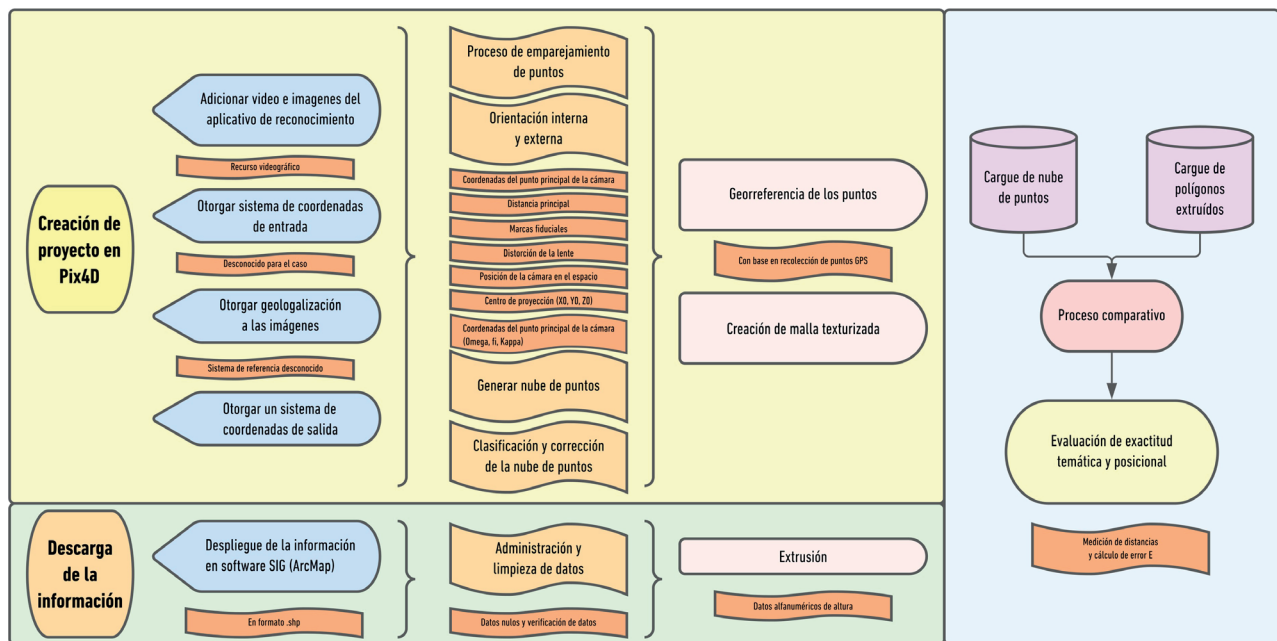 Creación de
proyecto en
Pix4D
Adicionar video e imagenes del
aplicativo de reconocimiento
Recurso videográfico
Otorgar sistema de coordenadas
de entrada
Desconocido para el caso
Otorgar geologalización
a las imágenes
Sistema de referencia desconocido
Otorgar un sistema de
coordenadas de salida
Proceso de emparejamiento
de puntos
Orientación interna
y externa
Coordenadas del punto principal de la cámara
Distancia principal
Marcas fiduciales
Distorción de la lente
Posición de la cámara en el espacio
Centro de proyección (X0, Y0, Z0)
Coordenadas del punto principal de la cámara
(Omega, fi, Kappa)
Generar nube de puntos
Clasificación y corrección
de la nube de puntos
Georreferencia de los puntos
Con base en recolección de puntos GPS
Creación de malla texturizada
Descarga
de la
información
Despliegue de la información
en software SIG (ArcMap)
En formato .shp
Administración y
limpieza de datos
Datos nulos y verificación de datos
Extrusión
Datos alfanuméricos de altura
Cargue de nube
de puntos
Cargue de
polígonos
extruídos
Proceso comparativo
Evaluación de exactitud
temática y posicional
Medición de distancias
y cálculo de error E